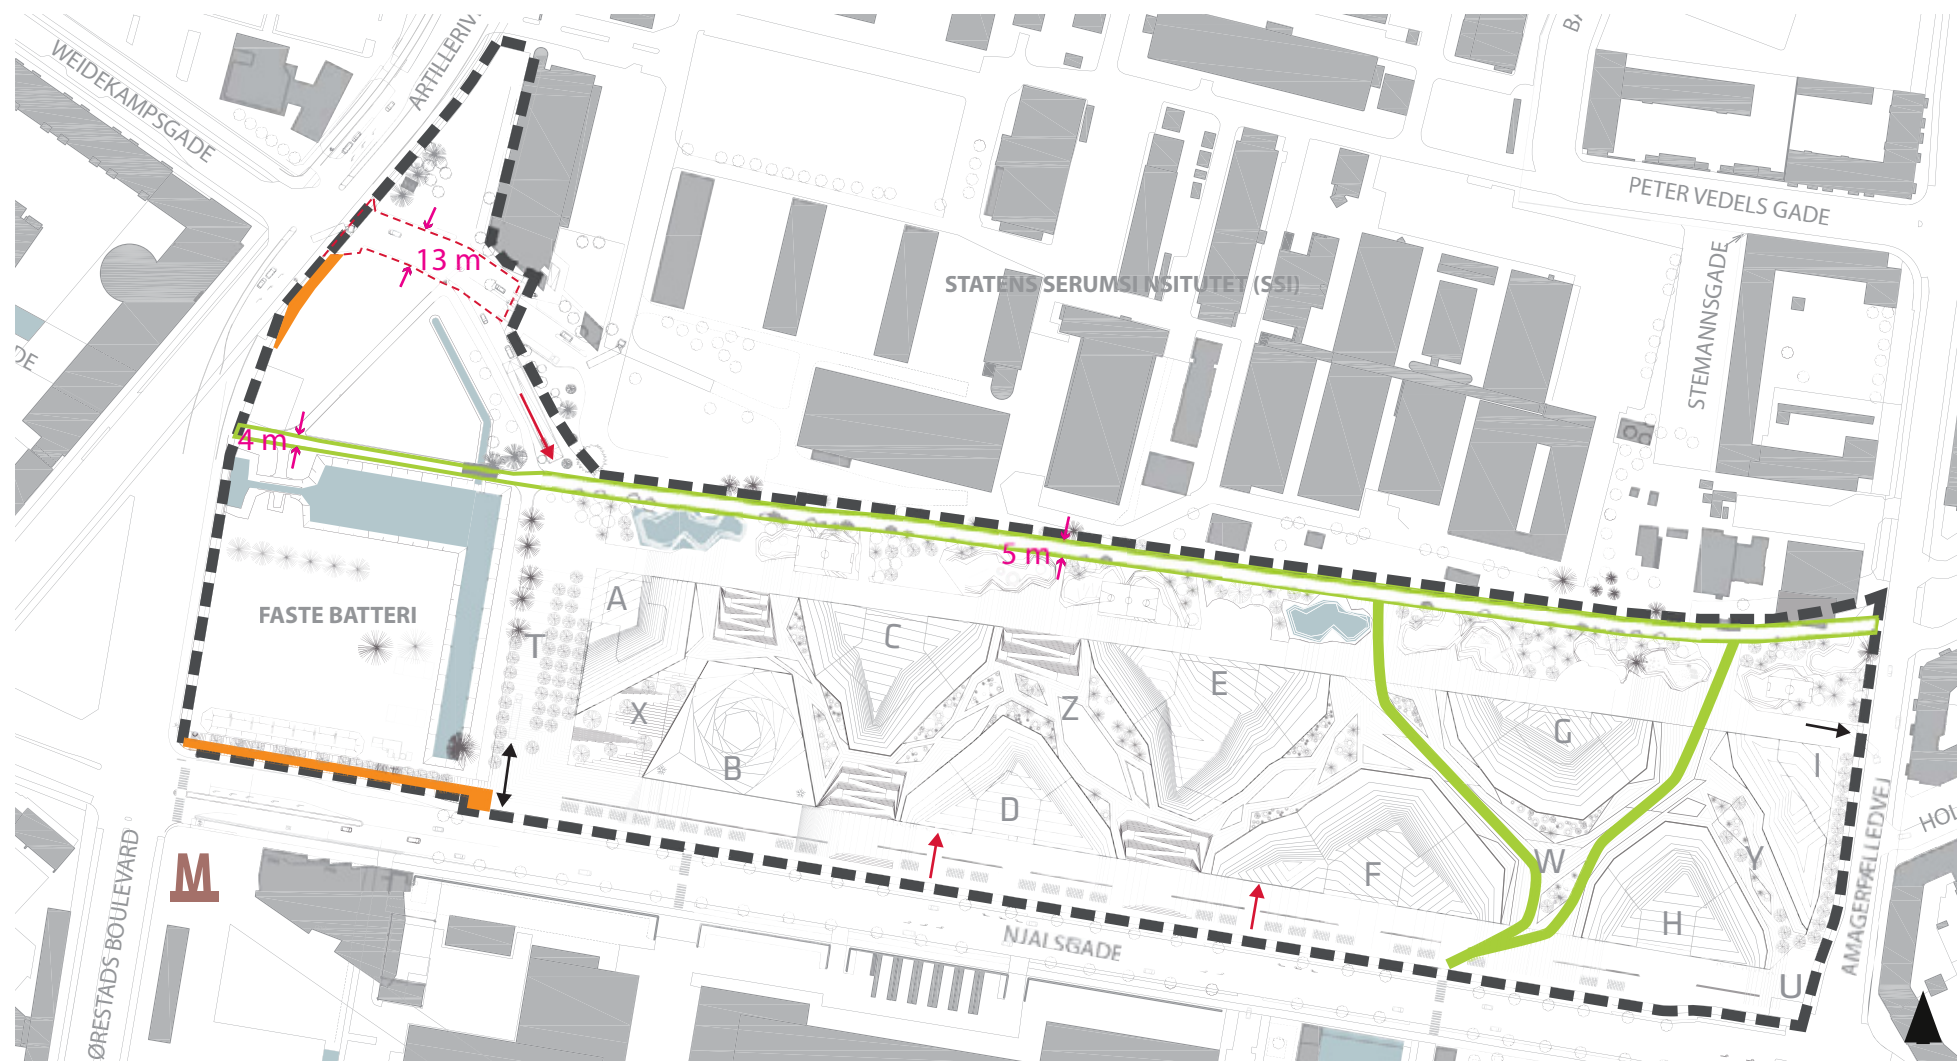 WEIDEKAMPSGADE
ARTILLERIV
BA
PETER VEDELS GADE
STEMANNSGADE
STATENS SERUMSI NSITUTET (SSI)
13 m
DE
4 m
5 m
FASTE BATTERI
A
C
T
E
X
Z
G
B
I
D
W
Y
F
H
U
M
NJALSGADE
ØRESTADS BOULEVARD
AMAGERFÆLLEDVEJ
HOL